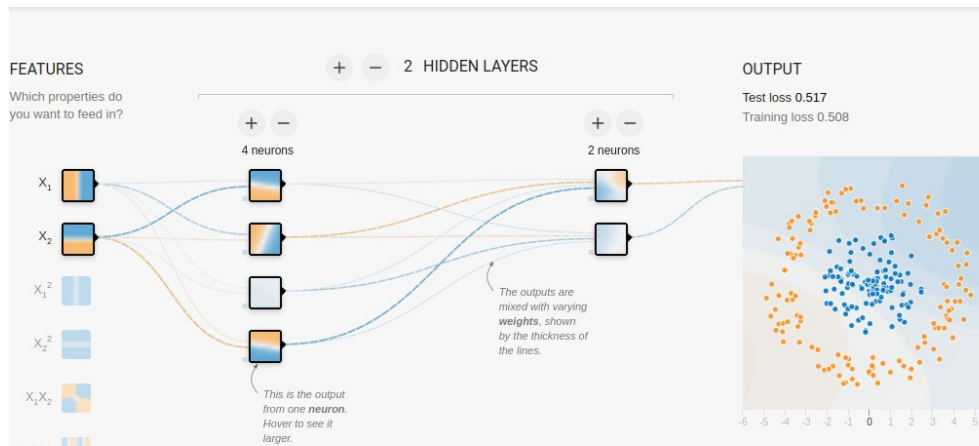 FEATURES
Which properties do
you want to feed in?
X₁
X₂
X₁²
X₂²
X₁X₂
+ − 2 HIDDEN LAYERS
+ −
4 neurons
+ −
2 neurons
This is the output
from one neuron.
Hover to see it
larger.
The outputs are
mixed with varying
weights, shown
by the thickness of
the lines.
OUTPUT
Test loss 0.517
Training loss 0.508
-6 -5 -4 -3 -2 -1 0 1 2 3 4 5